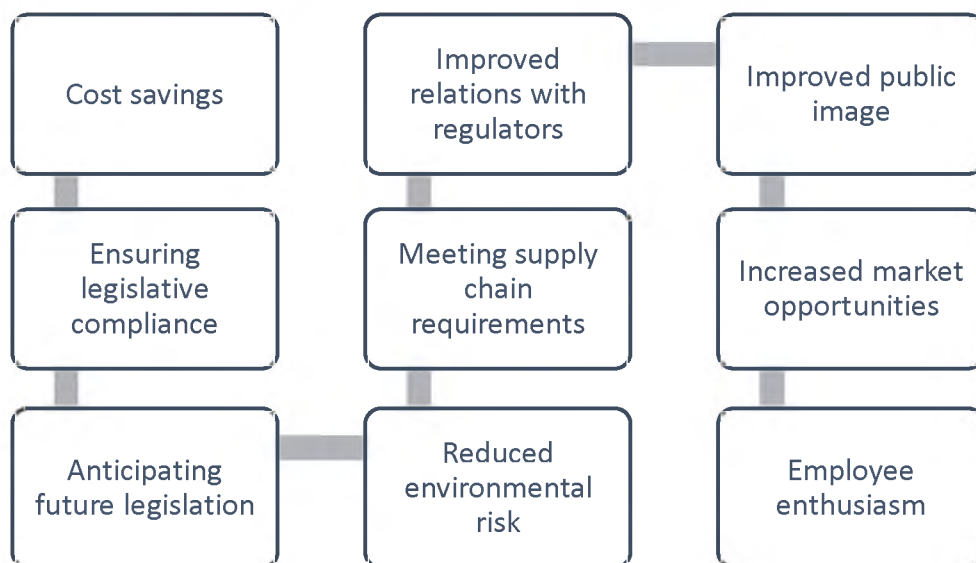 Cost savings
Ensuring
legislative
compliance
Anticipating
future legislation
Reduced
environmental
risk
Meeting supply
chain
requirements
Improved
relations with
regulators
Improved public
image
Increased market
opportunities
Employee
enthusiasm